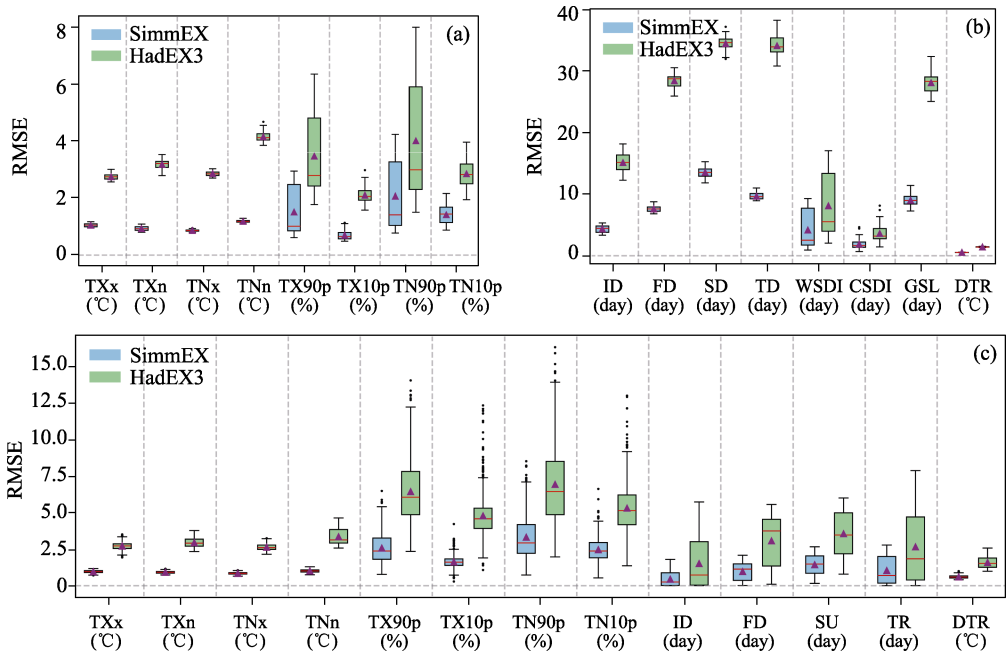 (a)
SimmEX
HadEX3
RMSE
8
6
4
2
0
TXx TXn TNx TNn TX90p TX10p TN90p TN10p
(℃) (℃) (℃) (℃) (%) (%) (%) (%)
(b)
SimmEX
HadEX3
RMSE
40
30
20
10
0
ID FD SD TD WSDI CSDI GSL DTR
(day) (day) (day) (day) (day) (day) (day) (℃)
(c)
SimmEX
HadEX3
RMSE
15.0
12.5
10.0
7.5
5.0
2.5
0
TXx TXn TNx TNn TX90p TX10p TN90p TN10p ID FD SU TR DTR
(℃) (℃) (℃) (℃) (%) (%) (%) (%) (day) (day) (day) (day) (℃)